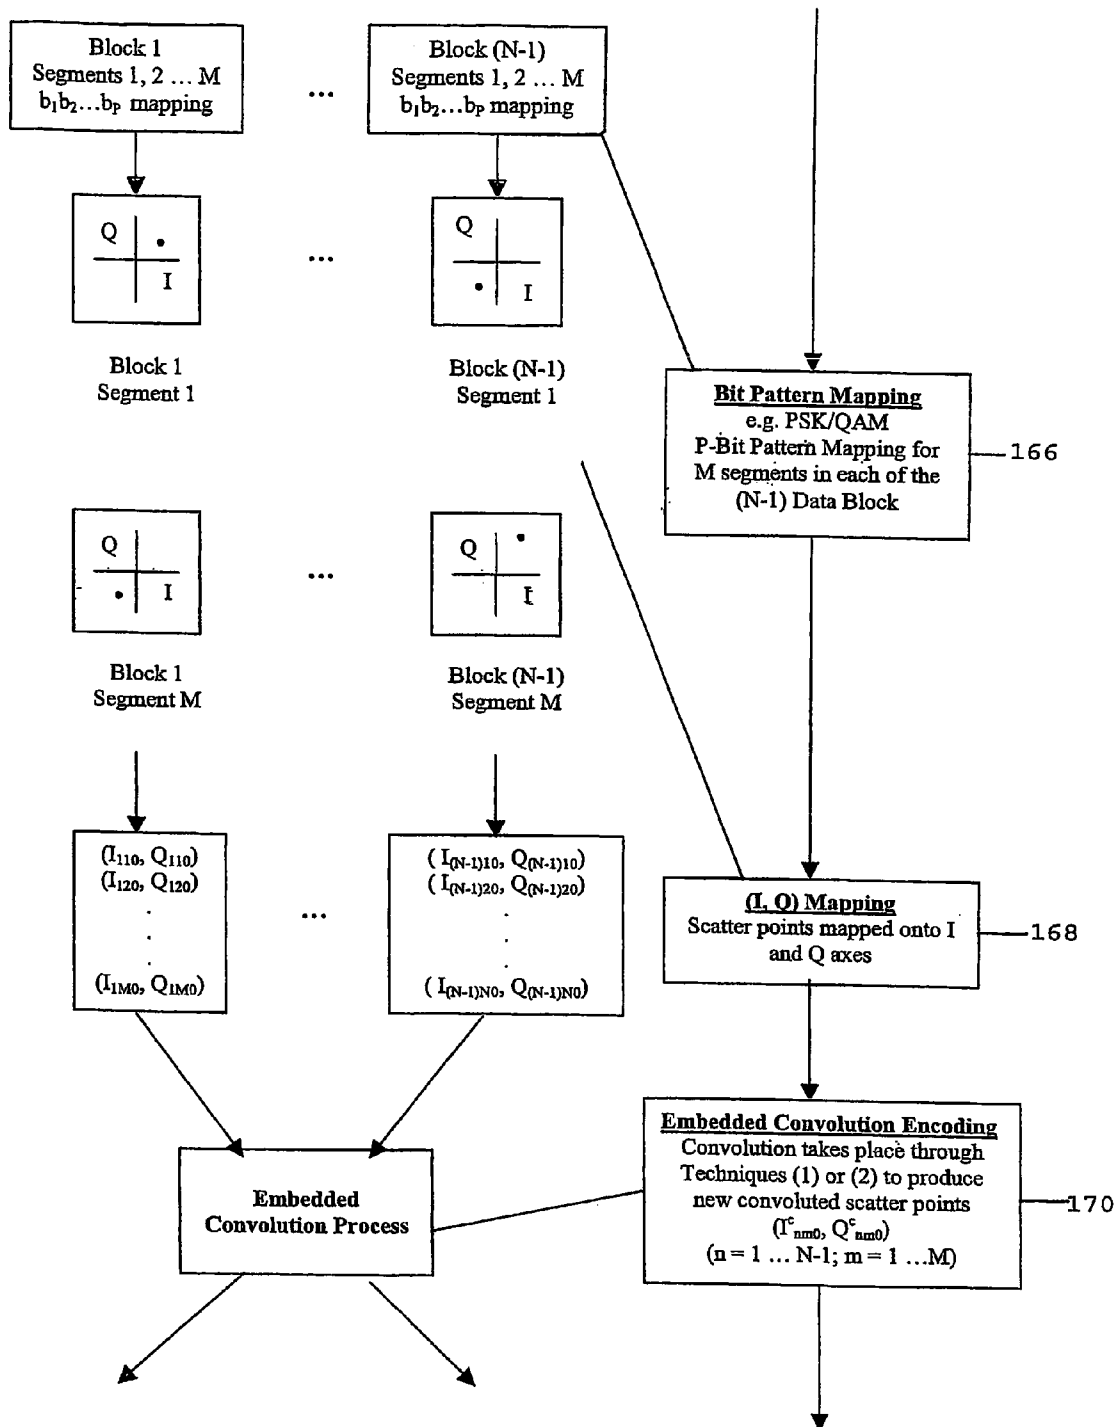 Block 1
Segments 1, 2 ... M
b₁b₂...bₚ mapping
...
Block (N-1)
Segments 1, 2 ... M
b₁b₂...bₚ mapping
Q
I
...
Q
I
Block 1
Segment 1
Block (N-1)
Segment 1
Bit Pattern Mapping
e.g. PSK/QAM
P-Bit Pattern Mapping for
M segments in each of the
(N-1) Data Block
166
Q
I
...
Q
I
Block 1
Segment M
Block (N-1)
Segment M
(I₁₁₀, Q₁₁₀)
(I₁₂₀, Q₁₂₀)
.
.
.
(I₁M₀, Q₁M₀)
...
( I₍N₋₁₎₁₀, Q₍N₋₁₎₁₀)
( I₍N₋₁₎₂₀, Q₍N₋₁₎₂₀)
.
.
.
( I₍N₋₁₎N₀, Q₍N₋₁₎N₀)
(I, Q) Mapping
Scatter points mapped onto I
and Q axes
168
Embedded
Convolution Process
Embedded Convolution Encoding
Convolution takes place through
Techniques (1) or (2) to produce
new convoluted scatter points
(Iᶜₙₘ₀, Qᶜₙₘ₀)
(n = 1 ... N-1; m = 1 ...M)
170